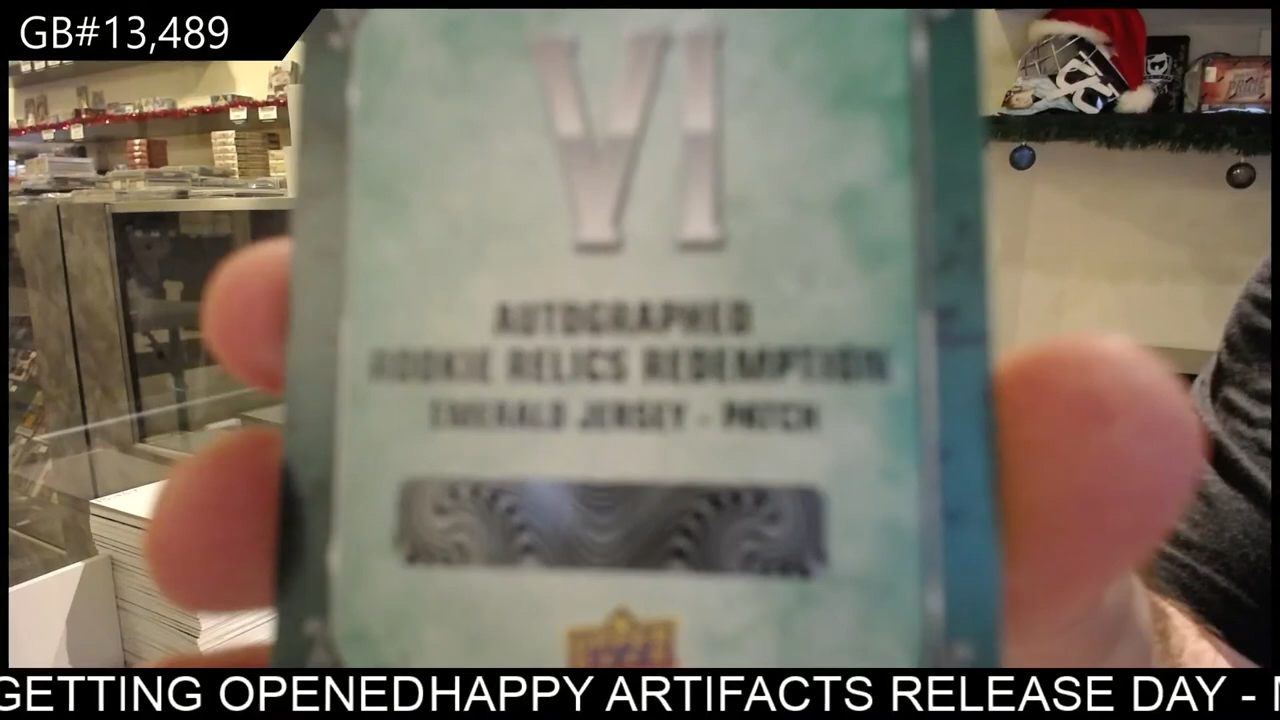 GB#13,489
VI
AUTOGRAPHED
ROOKIE RELICS REDEMPTION
EMERALD JERSEY - PATCH
GETTING OPENEDHAPPY ARTIFACTS RELEASE DAY -